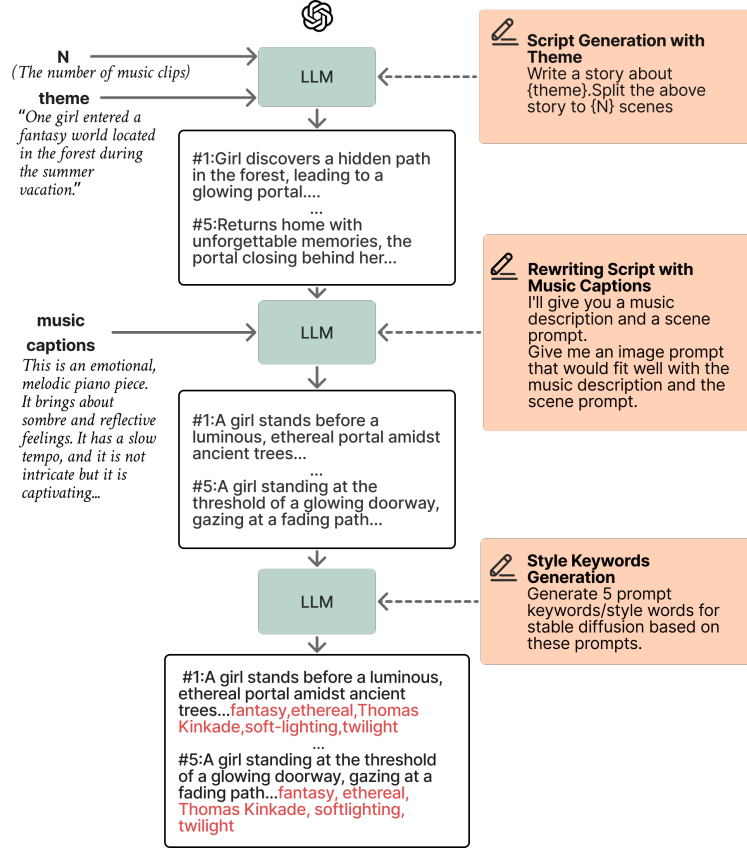 N
(The number of music clips)
theme
"One girl entered a
fantasy world located
in the forest during
the summer
vacation."
LLM
Script Generation with
Theme
Write a story about
{theme}.Split the above
story to {N} scenes
#1:Girl discovers a hidden path
in the forest, leading to a
glowing portal....
...
#5:Returns home with
unforgettable memories, the
portal closing behind her...
music
captions
This is an emotional,
melodic piano piece.
It brings about
sombre and reflective
feelings. It has a slow
tempo, and it is not
intricate but it is
captivating...
LLM
Rewriting Script with
Music Captions
I'll give you a music
description and a scene
prompt.
Give me an image prompt
that would fit well with the
music description and the
scene prompt.
#1:A girl stands before a
luminous, ethereal portal amidst
ancient trees...
...
#5:A girl standing at the
threshold of a glowing doorway,
gazing at a fading path...
LLM
Style Keywords
Generation
Generate 5 prompt
keywords/style words for
stable diffusion based on
these prompts.
#1:A girl stands before a luminous,
ethereal portal amidst ancient
trees...fantasy,ethereal,Thomas
Kinkade,soft-lighting,twilight
...
#5:A girl standing at the threshold
of a glowing doorway, gazing at a
fading path...fantasy, ethereal,
Thomas Kinkade, softlighting,
twilight